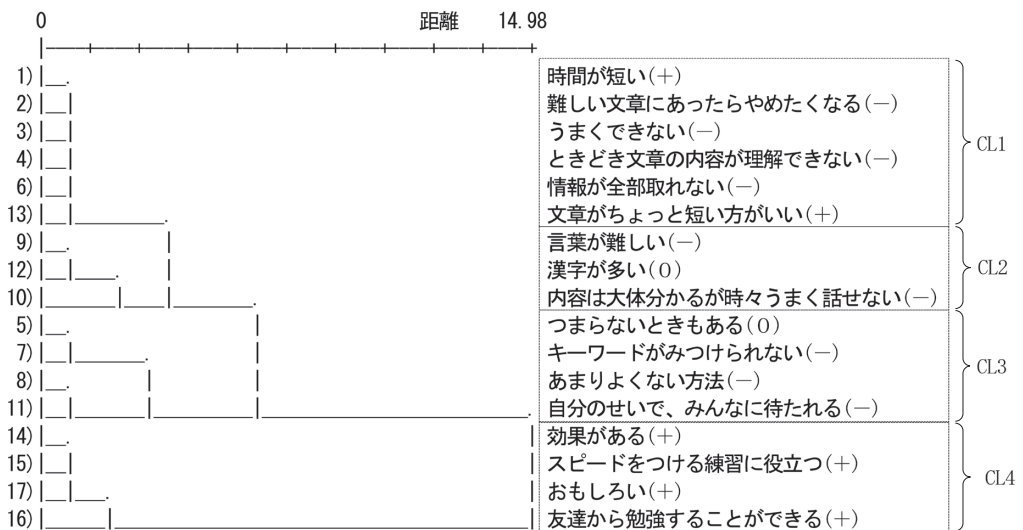 0 距離 14.98
1) 時間が短い(＋)
2) 難しい文章にあったらやめたくなる(－)
3) うまくできない(－)
4) ときどき文章の内容が理解できない(－)
6) 情報が全部取れない(－)
13) 文章がちょっと短い方がいい(＋)
CL1
9) 言葉が難しい(－)
12) 漢字が多い(0)
10) 内容は大体分かるが時々うまく話せない(－)
CL2
5) つまらないときもある(0)
7) キーワードがみつけられない(－)
8) あまりよくない方法(－)
11) 自分のせいで、みんなに待たれる(－)
CL3
14) 効果がある(＋)
15) スピードをつける練習に役立つ(＋)
17) おもしろい(＋)
16) 友達から勉強することができる(＋)
CL4